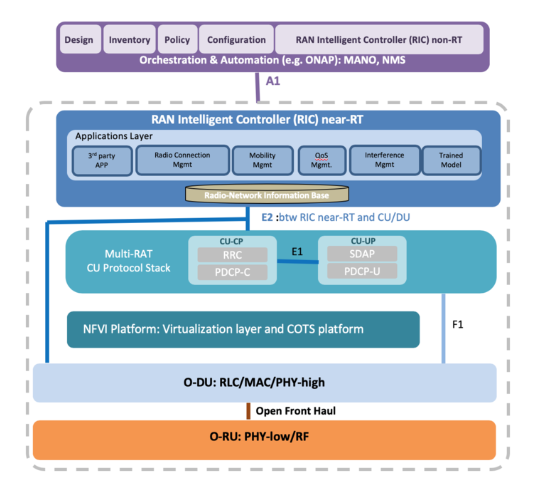 Design
Inventory
Policy
Configuration
RAN Intelligent Controller (RIC) non-RT
Orchestration & Automation (e.g. ONAP): MANO, NMS
A1
RAN Intelligent Controller (RIC) near-RT
Applications Layer
3rd party
APP
Radio Connection
Mgmt
Mobility
Mgmt
QoS
Mgmt.
Interference
Mgmt
Trained
Model
Radio-Network Information Base
E2 :btw RIC near-RT and CU/DU
Multi-RAT
CU Protocol Stack
CU-CP
RRC
PDCP-C
E1
CU-UP
SDAP
PDCP-U
NFVI Platform: Virtualization layer and COTS platform
F1
O-DU: RLC/MAC/PHY-high
Open Front Haul
O-RU: PHY-low/RF